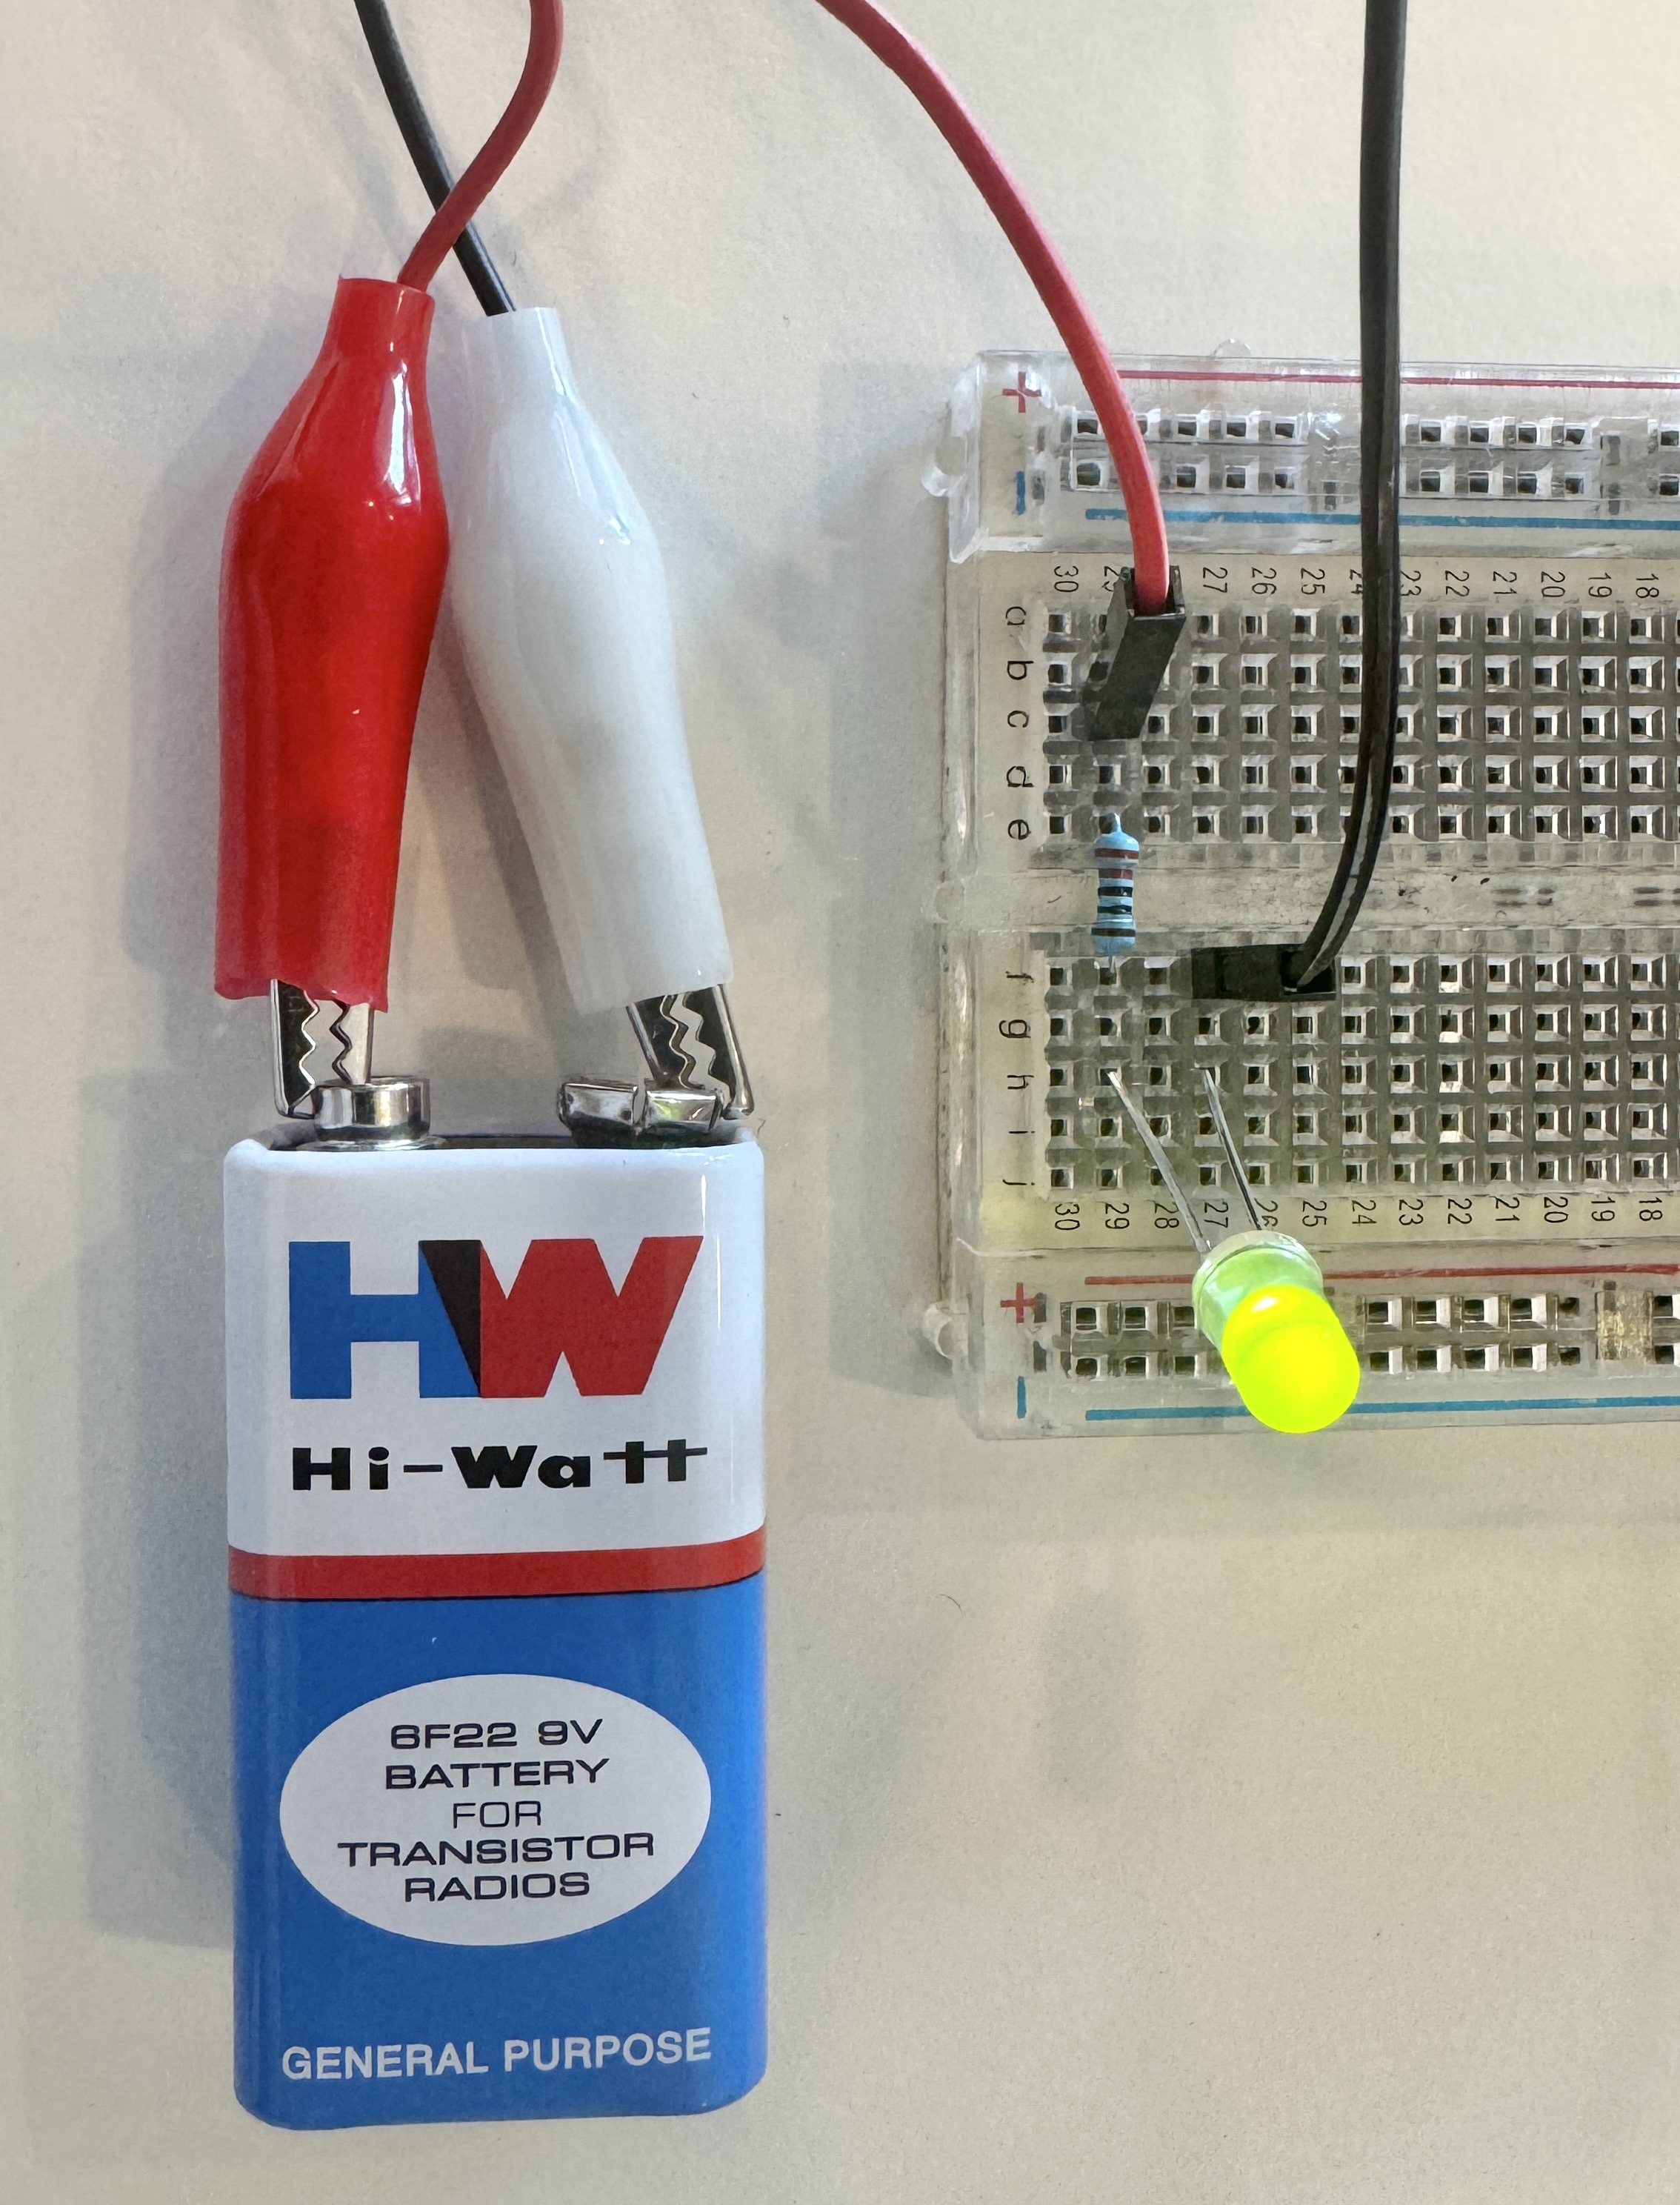 HW
Hi-Watt
6F22 9V
BATTERY
FOR
TRANSISTOR
RADIOS
GENERAL PURPOSE
- + j i h g f e d c b a - +
30 30
29 29
28
27 27
26 26
25 25
24 24
23 23
22 22
21 21
20 20
19 19
18 18